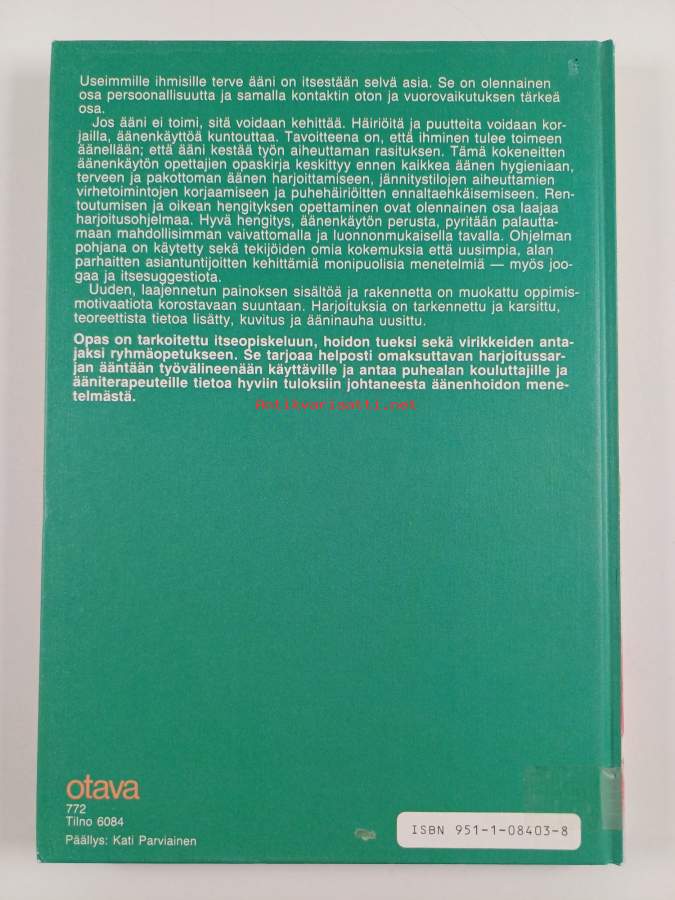 Useimmille ihmisille terve ääni on itsestään selvä asia. Se on olennainen
osa persoonallisuutta ja samalla kontaktin oton ja vuorovaikutuksen tärkeä
osa.
Jos ääni ei toimi, sitä voidaan kehittää. Häiriöitä ja puutteita voidaan kor-
jailla, äänenkäyttöä kuntouttaa. Tavoitteena on, että ihminen tulee toimeen
äänellään; että ääni kestää työn aiheuttaman rasituksen. Tämä kokeneitten
äänenkäytön opettajien opaskirja keskittyy ennen kaikkea äänen hygieniaan,
terveen ja pakottoman äänen harjoittamiseen, jännitystilojen aiheuttamien
virhetoimintojen korjaamiseen ja puhehäiriöitten ennaltaehkäisemiseen. Ren-
toutumisen ja oikean hengityksen opettaminen ovat olennainen osa laajaa
harjoitusohjelmaa. Hyvä hengitys, äänenkäytön perusta, pyritään palautta-
maan mahdollisimman vaivattomalla ja luonnonmukaisella tavalla. Ohjelman
pohjana on käytetty sekä tekijöiden omia kokemuksia että uusimpia, alan
parhaitten asiantuntijoitten kehittämiä monipuolisia menetelmiä — myös joo-
gaa ja itsesuggestiota.
Uuden, laajennetun painoksen sisältöä ja rakennetta on muokattu oppimis-
motivaatiota korostavaan suuntaan. Harjoituksia on tarkennettu ja karsittu,
teoreettista tietoa lisätty, kuvitus ja ääninauha uusittu.
Opas on tarkoitettu itseopiskeluun, hoidon tueksi sekä virikkeiden anta-
jaksi ryhmäopetukseen. Se tarjoaa helposti omaksuttavan harjoitussar-
jan ääntään työvälineenään käyttäville ja antaa puhealan kouluttajille ja
ääniterapeuteille tietoa hyviin tuloksiin johtaneesta äänenhoidon mene-
telmästä.
Antikvariaatti.net
otava
772
Tilno 6084
Päällys: Kati Parviainen
ISBN 951-1-08403-8